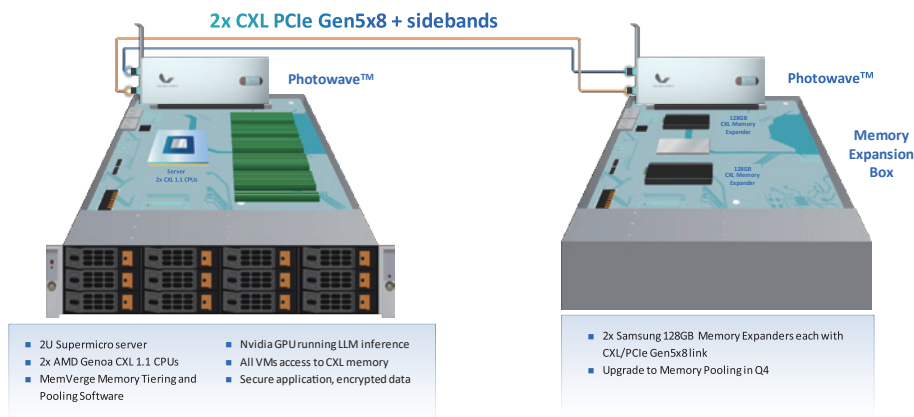 2x CXL PCIe Gen5x8 + sidebands
Photowave™
Photowave™
Server
2x CXL 1.1 CPUs
128GB
CXL Memory
Expander
128GB
CXL Memory
Expander
Memory
Expansion
Box
2U Supermicro server
2x AMD Genoa CXL 1.1 CPUs
MemVerge Memory Tiering and
Pooling Software
Nvidia GPU running LLM inference
All VMs access to CXL memory
Secure application, encrypted data
2x Samsung 128GB Memory Expanders each with
CXL/PCIe Gen5x8 link
Upgrade to Memory Pooling in Q4